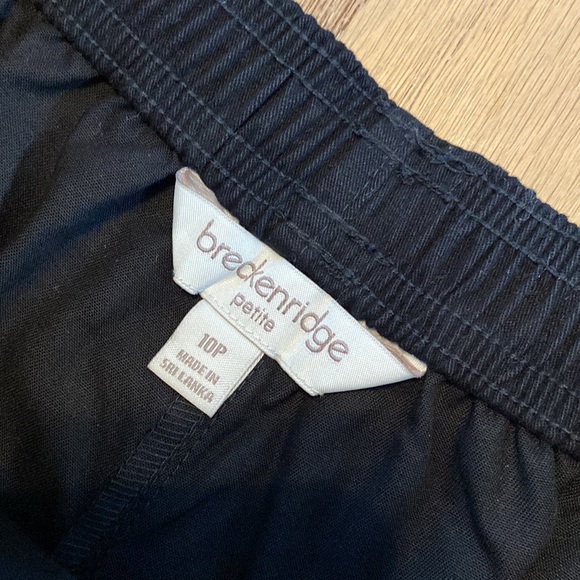 breckenridge
petite
10P
MADE IN
SRI LANKA